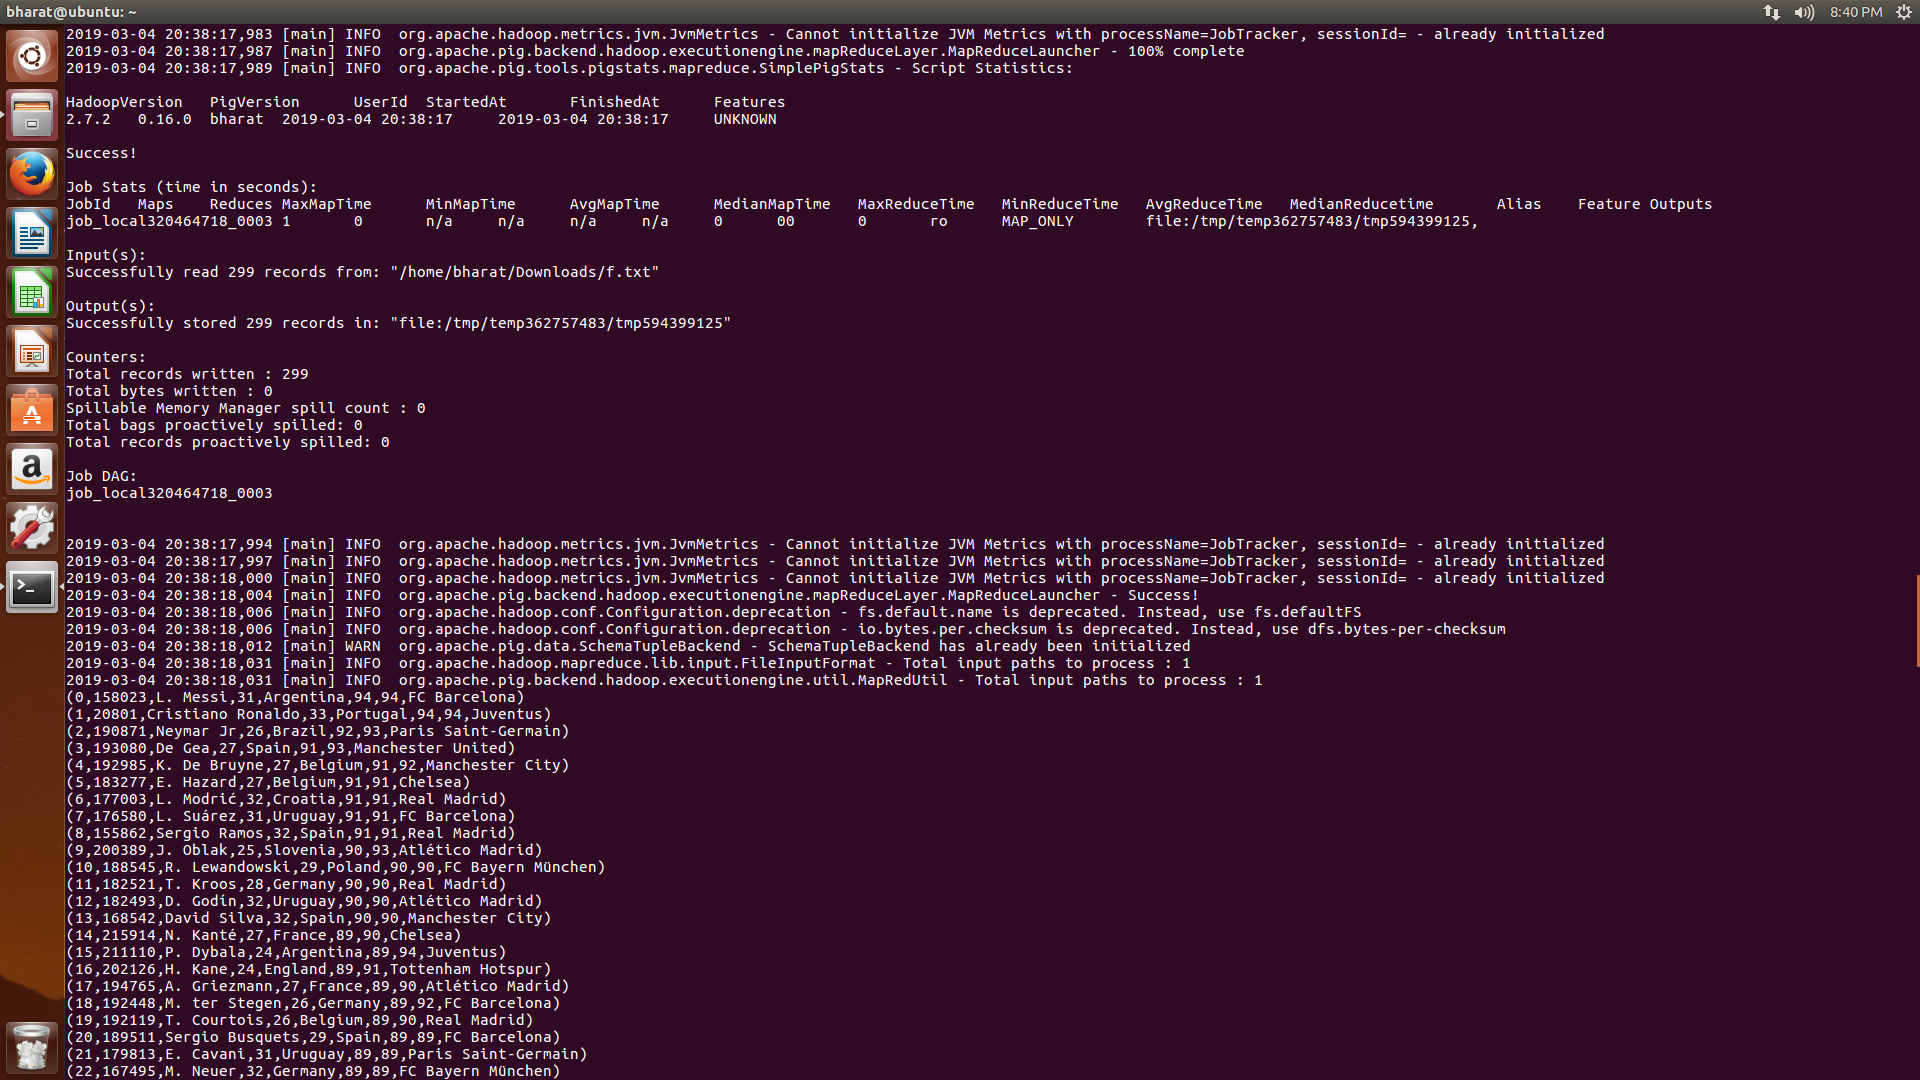 bharat@ubuntu: ~
8:40 PM
2019-03-04 20:38:17,983 [main] INFO  org.apache.hadoop.metrics.jvm.JvmMetrics - Cannot initialize JVM Metrics with processName=JobTracker, sessionId= - already initialized
2019-03-04 20:38:17,987 [main] INFO  org.apache.pig.backend.hadoop.executionengine.mapReduceLayer.MapReduceLauncher - 100% complete
2019-03-04 20:38:17,989 [main] INFO  org.apache.pig.tools.pigstats.mapreduce.SimplePigStats - Script Statistics:
HadoopVersion	PigVersion	UserId	StartedAt	FinishedAt	Features
2.7.2	0.16.0	bharat	2019-03-04 20:38:17	2019-03-04 20:38:17	UNKNOWN
Success!
Job Stats (time in seconds):
JobId	Maps	Reduces	MaxMapTime	MinMapTime	AvgMapTime	MedianMapTime	MaxReduceTime	MinReduceTime	AvgReduceTime	MedianReducetime	Alias	Feature	Outputs
job_local320464718_0003	1	0	n/a	n/a	n/a	n/a	0	00	0	ro	MAP_ONLY	file:/tmp/temp362757483/tmp594399125,
Input(s):
Successfully read 299 records from: "/home/bharat/Downloads/f.txt"
Output(s):
Successfully stored 299 records in: "file:/tmp/temp362757483/tmp594399125"
Counters:
Total records written : 299
Total bytes written : 0
Spillable Memory Manager spill count : 0
Total bags proactively spilled: 0
Total records proactively spilled: 0
Job DAG:
job_local320464718_0003
2019-03-04 20:38:17,994 [main] INFO  org.apache.hadoop.metrics.jvm.JvmMetrics - Cannot initialize JVM Metrics with processName=JobTracker, sessionId= - already initialized
2019-03-04 20:38:17,997 [main] INFO  org.apache.hadoop.metrics.jvm.JvmMetrics - Cannot initialize JVM Metrics with processName=JobTracker, sessionId= - already initialized
2019-03-04 20:38:18,000 [main] INFO  org.apache.hadoop.metrics.jvm.JvmMetrics - Cannot initialize JVM Metrics with processName=JobTracker, sessionId= - already initialized
2019-03-04 20:38:18,004 [main] INFO  org.apache.pig.backend.hadoop.executionengine.mapReduceLayer.MapReduceLauncher - Success!
2019-03-04 20:38:18,006 [main] INFO  org.apache.hadoop.conf.Configuration.deprecation - fs.default.name is deprecated. Instead, use fs.defaultFS
2019-03-04 20:38:18,006 [main] INFO  org.apache.hadoop.conf.Configuration.deprecation - io.bytes.per.checksum is deprecated. Instead, use dfs.bytes-per-checksum
2019-03-04 20:38:18,012 [main] WARN  org.apache.pig.data.SchemaTupleBackend - SchemaTupleBackend has already been initialized
2019-03-04 20:38:18,031 [main] INFO  org.apache.hadoop.mapreduce.lib.input.FileInputFormat - Total input paths to process : 1
2019-03-04 20:38:18,031 [main] INFO  org.apache.pig.backend.hadoop.executionengine.util.MapRedUtil - Total input paths to process : 1
(0,158023,L. Messi,31,Argentina,94,94,FC Barcelona)
(1,20801,Cristiano Ronaldo,33,Portugal,94,94,Juventus)
(2,190871,Neymar Jr,26,Brazil,92,93,Paris Saint-Germain)
(3,193080,De Gea,27,Spain,91,93,Manchester United)
(4,192985,K. De Bruyne,27,Belgium,91,92,Manchester City)
(5,183277,E. Hazard,27,Belgium,91,91,Chelsea)
(6,177003,L. Modrić,32,Croatia,91,91,Real Madrid)
(7,176580,L. Suárez,31,Uruguay,91,91,FC Barcelona)
(8,155862,Sergio Ramos,32,Spain,91,91,Real Madrid)
(9,200389,J. Oblak,25,Slovenia,90,93,Atlético Madrid)
(10,188545,R. Lewandowski,29,Poland,90,90,FC Bayern München)
(11,182521,T. Kroos,28,Germany,90,90,Real Madrid)
(12,182493,D. Godín,32,Uruguay,90,90,Atlético Madrid)
(13,168542,David Silva,32,Spain,90,90,Manchester City)
(14,215914,N. Kanté,27,France,89,90,Chelsea)
(15,211110,P. Dybala,24,Argentina,89,94,Juventus)
(16,202126,H. Kane,24,England,89,91,Tottenham Hotspur)
(17,194765,A. Griezmann,27,France,89,90,Atlético Madrid)
(18,192448,M. ter Stegen,26,Germany,89,92,FC Barcelona)
(19,192119,T. Courtois,26,Belgium,89,90,Real Madrid)
(20,189511,Sergio Busquets,29,Spain,89,89,FC Barcelona)
(21,179813,E. Cavani,31,Uruguay,89,89,Paris Saint-Germain)
(22,167495,M. Neuer,32,Germany,89,89,FC Bayern München)